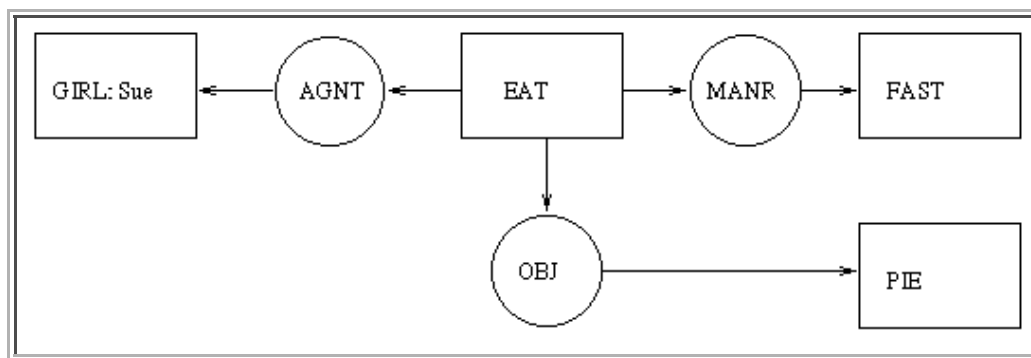 GIRL: Sue
AGNT
EAT
MANR
FAST
OBJ
PIE